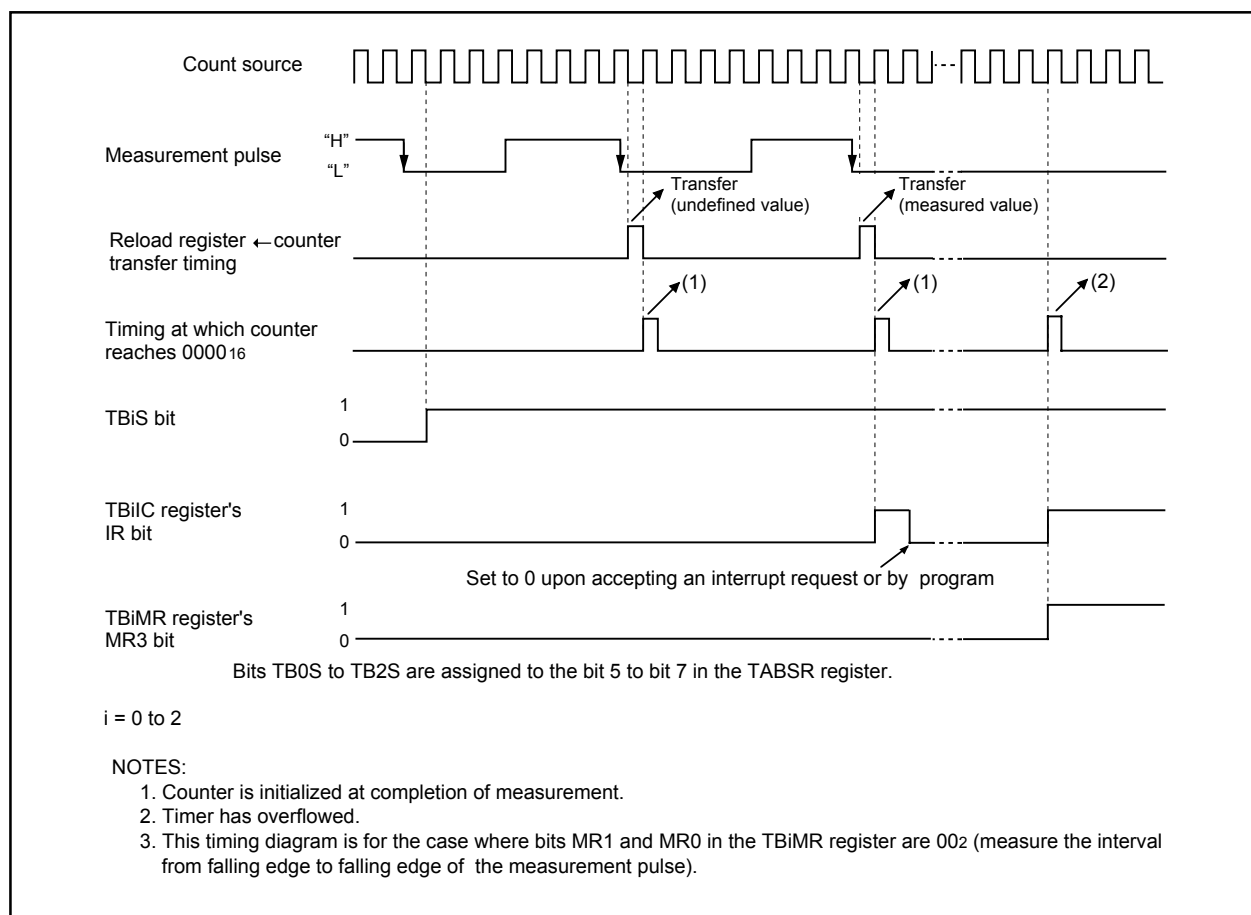 Count source
Measurement pulse
“H”
“L”
Transfer
(undefined value)
Transfer
(measured value)
Reload register ←counter
transfer timing
(1)
(1)
(2)
Timing at which counter
reaches 000016
TBiS bit
1
0
TBiIC register's
IR bit
1
0
Set to 0 upon accepting an interrupt request or by program
TBiMR register's
MR3 bit
1
0
Bits TB0S to TB2S are assigned to the bit 5 to bit 7 in the TABSR register.
i = 0 to 2
NOTES:
1. Counter is initialized at completion of measurement.
2. Timer has overflowed.
3. This timing diagram is for the case where bits MR1 and MR0 in the TBiMR register are 002 (measure the interval
from falling edge to falling edge of the measurement pulse).